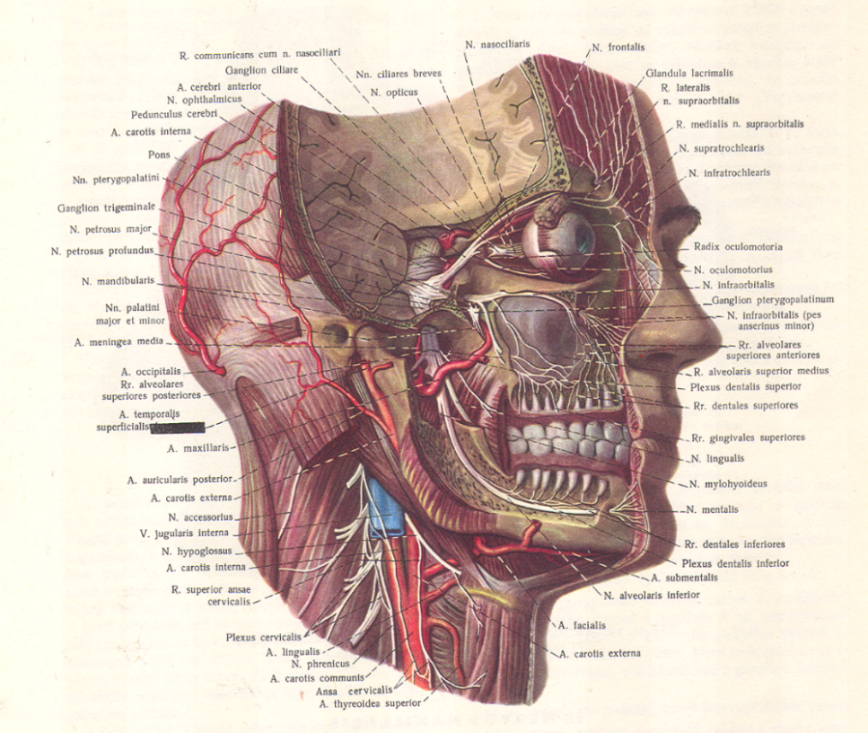 R. communicans cum n. nasociliari
Ganglion ciliare
A. cerebri anterior
N. ophthalmicus
Pedunculus cerebri
A. carotis interna
Pons
Nn. pterygopalatini
Ganglion trigeminale
N. petrosus major
N. petrosus profundus
N. mandibularis
Nn. palatini
major et minor
A. meningea media
A. occipitalis
Rr. alveolares
superiores posteriores
A. temporalis
superficialis
A. maxillaris
A. auricularis posterior
A. carotis externa
N. accessorius
V. jugularis interna
N. hypoglossus
A. carotis interna
R. superior ansae
cervicalis
Plexus cervicalis
A. lingualis
N. phrenicus
A. carotis communis
Ansa cervicalis
A. thyreoidea superior
Nn. ciliares breves
N. opticus
N. nasociliaris
N. frontalis
Glandula lacrimalis
R. lateralis
n. supraorbitalis
R. medialis n. supraorbitalis
N. supratrochlearis
N. infratrochlearis
Radix oculomotoria
N. oculomotorius
N. infraorbitalis
Ganglion pterygopalatinum
N. infraorbitalis (pes
anserinus minor)
Rr. alveolares
superiores anteriores
R. alveolaris superior medius
Plexus dentalis superior
Rr. dentales superiores
Rr. gingivales superiores
N. lingualis
N. mylohyoideus
N. mentalis
Rr. dentales inferiores
Plexus dentalis inferior
A. submentalis
N. alveolaris inferior
A. facialis
A. carotis externa